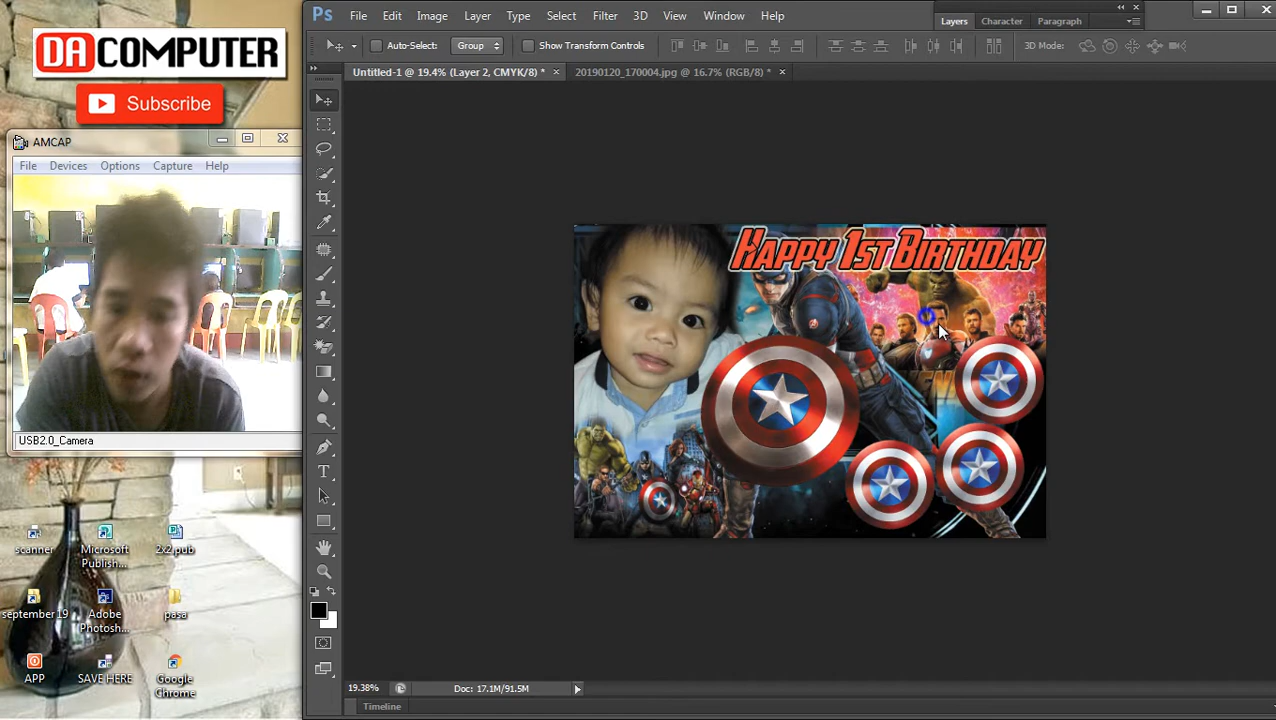 DA COMPUTER
Subscribe
AMCAP
File Devices Options Capture Help
USB2.0_Camera
scanner
Microsoft Publish...
2x2.pub
september 19
Adobe Photosh...
pasa
APP
SAVE HERE
Google Chrome
Ps File Edit Image Layer Type Select Filter 3D View Window Help
Layers Character Paragraph
Auto-Select: Group Show Transform Controls 3D Mode:
Untitled-1 @ 19.4% (Layer 2, CMYK/8) * × 20190120_170004.jpg @ 16.7% (RGB/8) * ×
Happy 1st Birthday
19.38% Doc: 17.1M/91.5M
Timeline